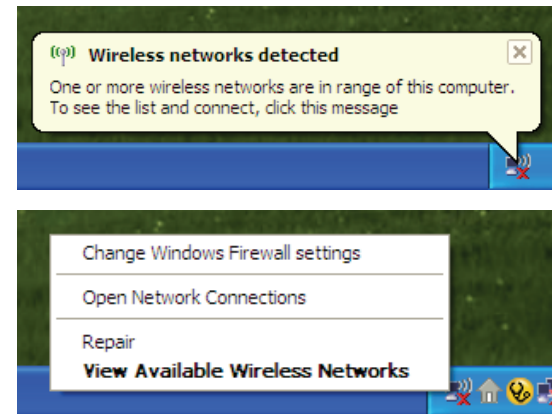 Wireless networks detected
One or more wireless networks are in range of this computer.
To see the list and connect, click this message
Change Windows Firewall settings
Open Network Connections
Repair
View Available Wireless Networks